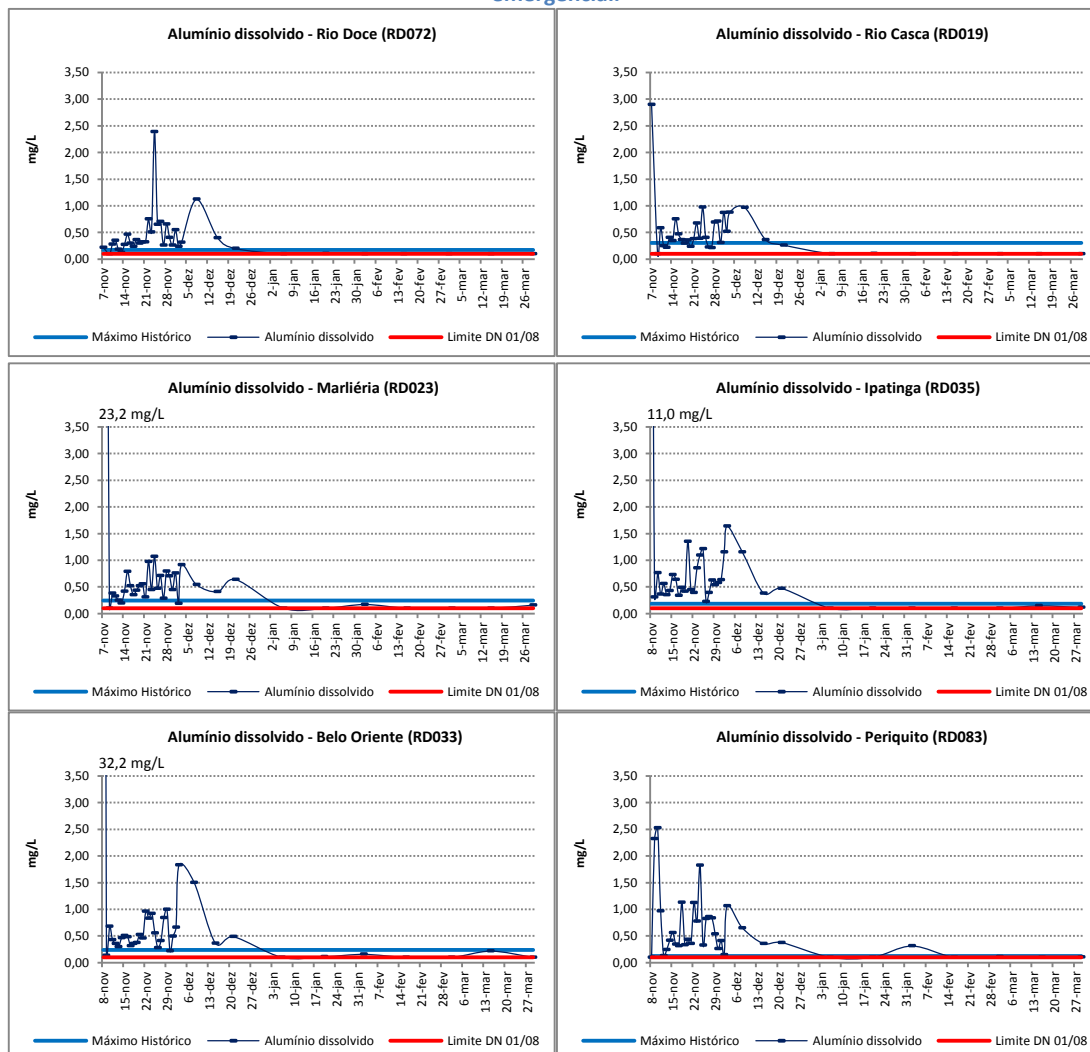 emergencial.
Alumínio dissolvido - Rio Doce (RD072)
3,50
3,00
2,50
2,00
1,50
1,00
0,50
0,00
mg/L
7-nov 14-nov 21-nov 28-nov 5-dez 12-dez 19-dez 26-dez 2-jan 9-jan 16-jan 23-jan 30-jan 6-fev 13-fev 20-fev 27-fev 5-mar 12-mar 19-mar 26-mar
Máximo Histórico Alumínio dissolvido Limite DN 01/08
Alumínio dissolvido - Rio Casca (RD019)
3,50
3,00
2,50
2,00
1,50
1,00
0,50
0,00
mg/L
7-nov 14-nov 21-nov 28-nov 5-dez 12-dez 19-dez 26-dez 2-jan 9-jan 16-jan 23-jan 30-jan 6-fev 13-fev 20-fev 27-fev 5-mar 12-mar 19-mar 26-mar
Máximo Histórico Alumínio dissolvido Limite DN 01/08
Alumínio dissolvido - Marliéria (RD023)
23,2 mg/L
3,50
3,00
2,50
2,00
1,50
1,00
0,50
0,00
mg/L
7-nov 14-nov 21-nov 28-nov 5-dez 12-dez 19-dez 26-dez 2-jan 9-jan 16-jan 23-jan 30-jan 6-fev 13-fev 20-fev 27-fev 5-mar 12-mar 19-mar 26-mar
Máximo Histórico Alumínio dissolvido Limite DN 01/08
Alumínio dissolvido - Ipatinga (RD035)
11,0 mg/L
3,50
3,00
2,50
2,00
1,50
1,00
0,50
0,00
mg/L
8-nov 15-nov 22-nov 29-nov 6-dez 13-dez 20-dez 27-dez 3-jan 10-jan 17-jan 24-jan 31-jan 7-fev 14-fev 21-fev 28-fev 6-mar 13-mar 20-mar 27-mar
Máximo Histórico Alumínio dissolvido Limite DN 01/08
Alumínio dissolvido - Belo Oriente (RD033)
32,2 mg/L
3,50
3,00
2,50
2,00
1,50
1,00
0,50
0,00
mg/L
8-nov 15-nov 22-nov 29-nov 6-dez 13-dez 20-dez 27-dez 3-jan 10-jan 17-jan 24-jan 31-jan 7-fev 14-fev 21-fev 28-fev 6-mar 13-mar 20-mar 27-mar
Máximo Histórico Alumínio dissolvido Limite DN 01/08
Alumínio dissolvido - Periquito (RD083)
3,50
3,00
2,50
2,00
1,50
1,00
0,50
0,00
mg/L
8-nov 15-nov 22-nov 29-nov 6-dez 13-dez 20-dez 27-dez 3-jan 10-jan 17-jan 24-jan 31-jan 7-fev 14-fev 21-fev 28-fev 6-mar 13-mar 20-mar 27-mar
Máximo Histórico Alumínio dissolvido Limite DN 01/08